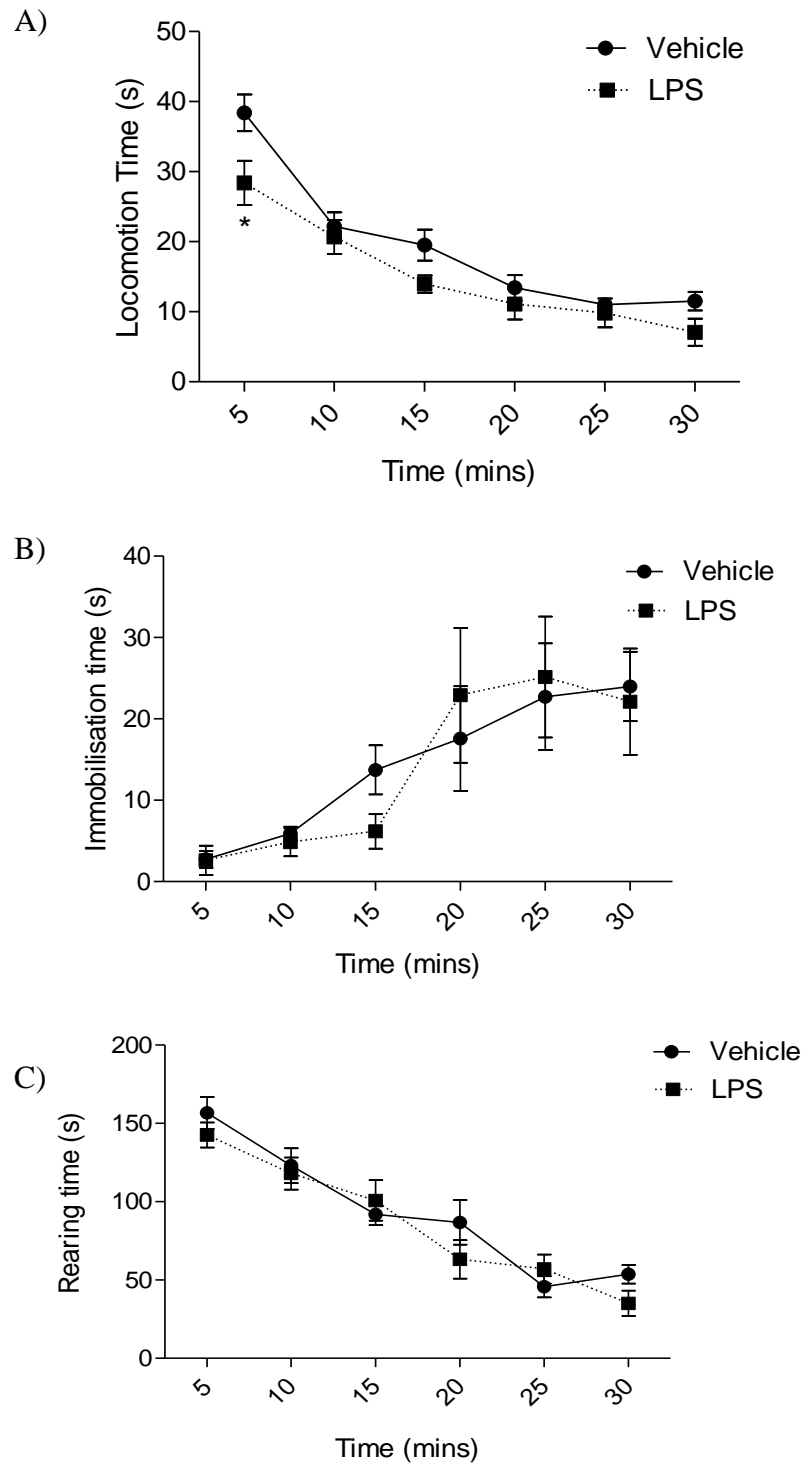 A)
Locomotion Time (s)
50
40
30
20
10
0
Vehicle
LPS
*
5 10 15 20 25 30
Time (mins)
B)
Immobilisation time (s)
40
30
20
10
0
Vehicle
LPS
5 10 15 20 25 30
Time (mins)
C)
Rearing time (s)
200
150
100
50
0
Vehicle
LPS
5 10 15 20 25 30
Time (mins)